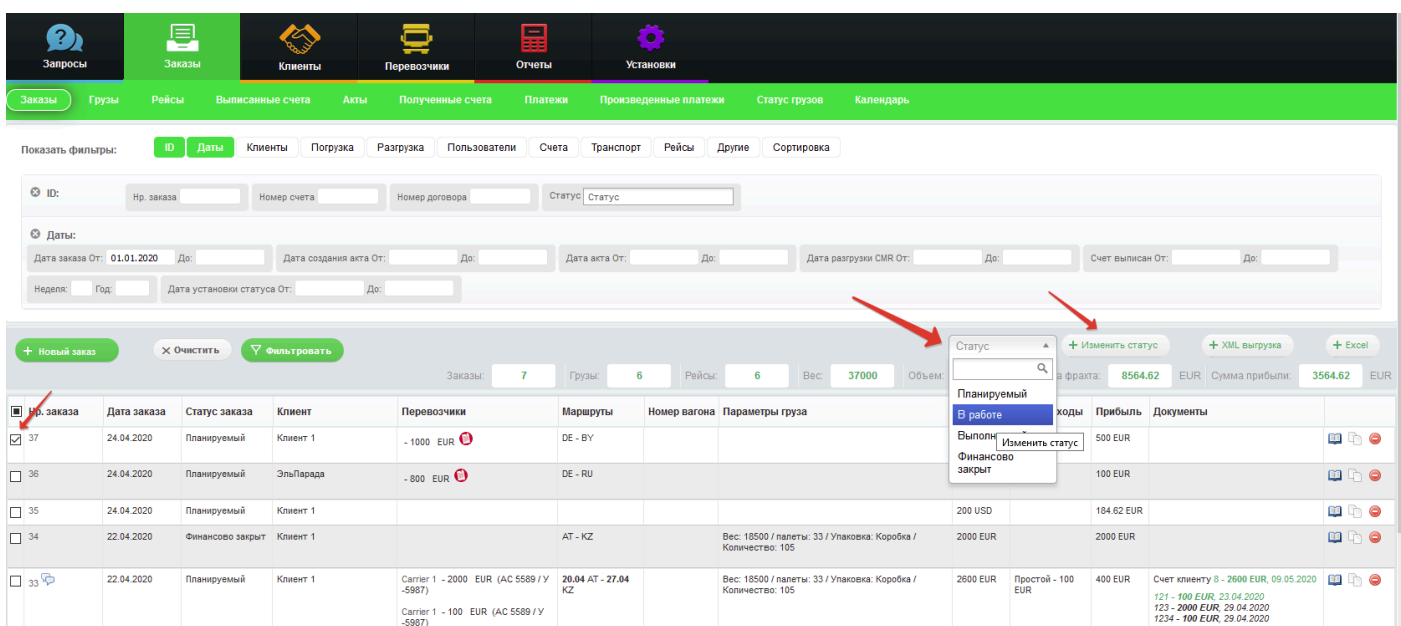 Запросы Заказы Клиенты Перевозчики Отчеты Установки
Заказы Грузы Рейсы Выписанные счета Акты Полученные счета Платежи Произведенные платежи Статус грузов Календарь
Показать фильтры: ID Даты Клиенты Погрузка Разгрузка Пользователи Счета Транспорт Рейсы Другие Сортировка
ID: Нр. заказа Номер счета Номер договора Статус Статус
Даты:
Дата заказа От: 01.01.2020 До: Дата создания акта От: До: Дата акта От: До: Дата разгрузки CMR От: До: Счет выписан От: До:
Неделя: Год: Дата установки статуса От: До:
+ Новый заказ Очистить Фильтровать Статус + Изменить статус + XML выгрузка + Excel
Заказы: 7 Грузы: 6 Рейсы: 6 Вес: 37000 Объем: фрахта: 8564.62 EUR Сумма прибыли: 3564.62 EUR
Планируемый
В работе
Изменить статус
Финансово
закрыт
Нр. заказа Дата заказа Статус заказа Клиент Перевозчики Маршруты Номер вагона Параметры груза Прибыль Документы
37 24.04.2020 Планируемый Клиент 1 - 1000 EUR DE - BY 500 EUR
36 24.04.2020 Планируемый ЭльПарада - 800 EUR DE - RU 100 EUR
35 24.04.2020 Планируемый Клиент 1 200 USD 184.62 EUR
34 22.04.2020 Финансово закрыт Клиент 1 AT - KZ Вес: 18500 / палеты: 33 / Упаковка: Коробка / 2000 EUR 2000 EUR
Количество: 105
33 22.04.2020 Планируемый Клиент 1 Carrier 1 - 2000 EUR (AC 5589 / У 20.04 AT - 27.04 Вес: 18500 / палеты: 33 / Упаковка: Коробка / 2600 EUR Простой - 100 400 EUR Счет клиенту 8 - 2600 EUR, 09.05.2020
-5987) KZ Количество: 105 EUR
121 - 100 EUR, 23.04.2020
123 - 2000 EUR, 29.04.2020
Carrier 1 - 100 EUR (AC 5589 / У
1234 - 100 EUR, 29.04.2020
-5987)